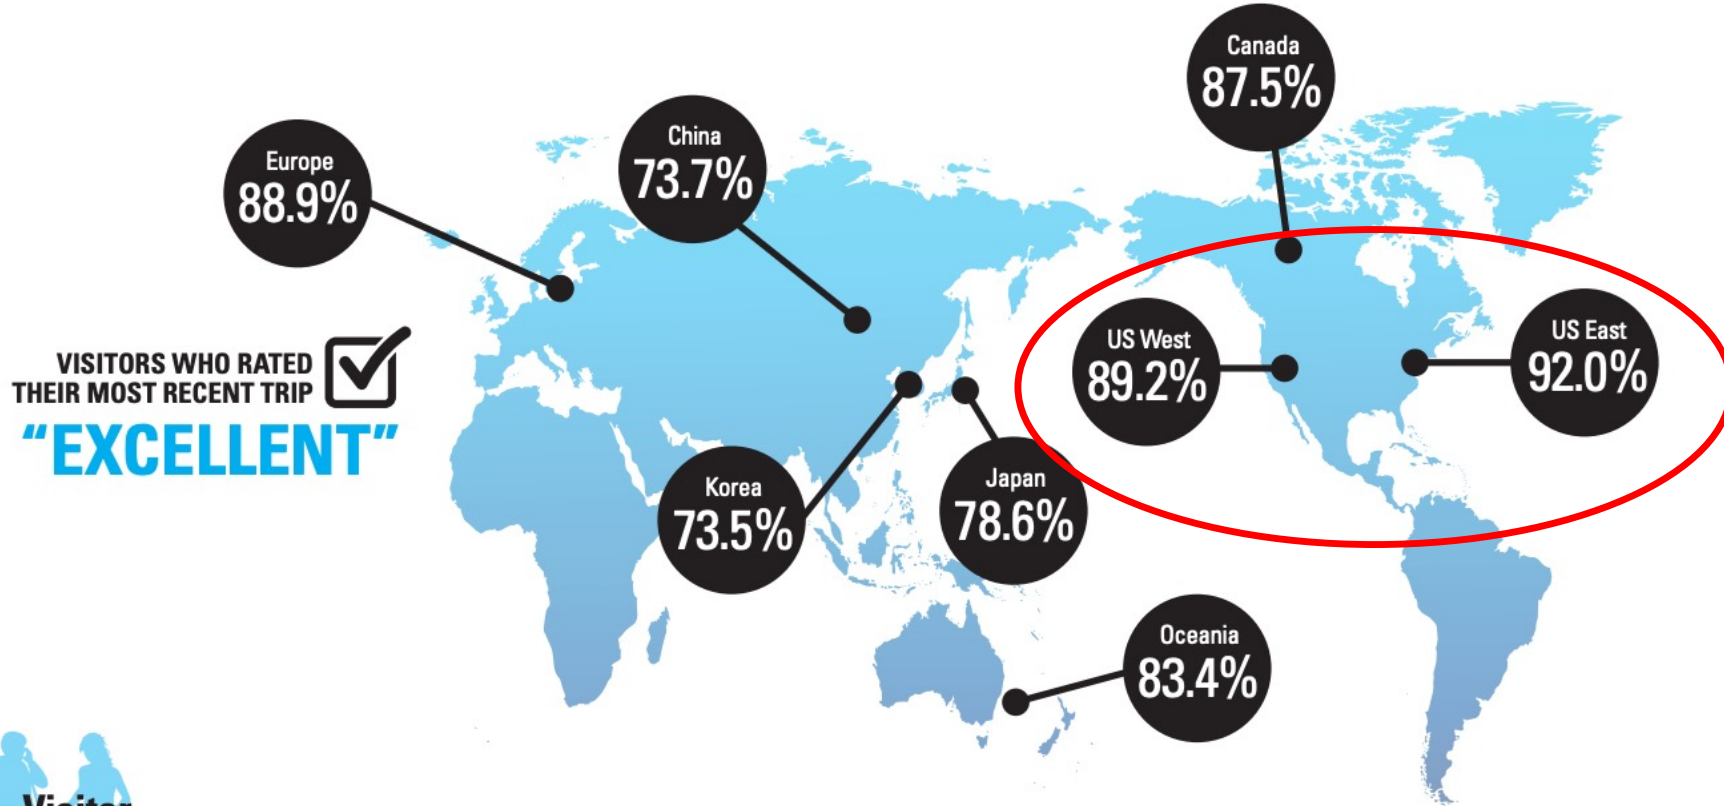 Canada
87.5%
China
73.7%
Europe
88.9%
US West
89.2%
US East
92.0%
VISITORS WHO RATED
THEIR MOST RECENT TRIP
“EXCELLENT”
Korea
73.5%
Japan
78.6%
Oceania
83.4%
Visitor